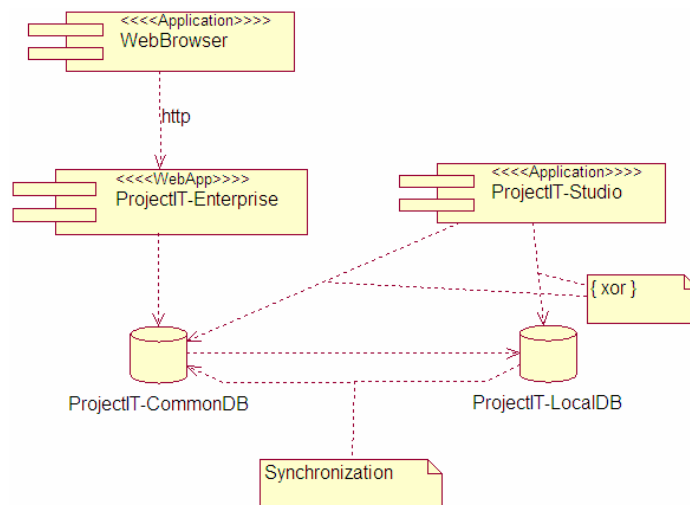 <<<<Application>>>>
WebBrowser
http
<<<<WebApp>>>>
ProjectIT-Enterprise
<<<<Application>>>>
ProjectIT-Studio
{ xor }
ProjectIT-CommonDB
ProjectIT-LocalDB
Synchronization